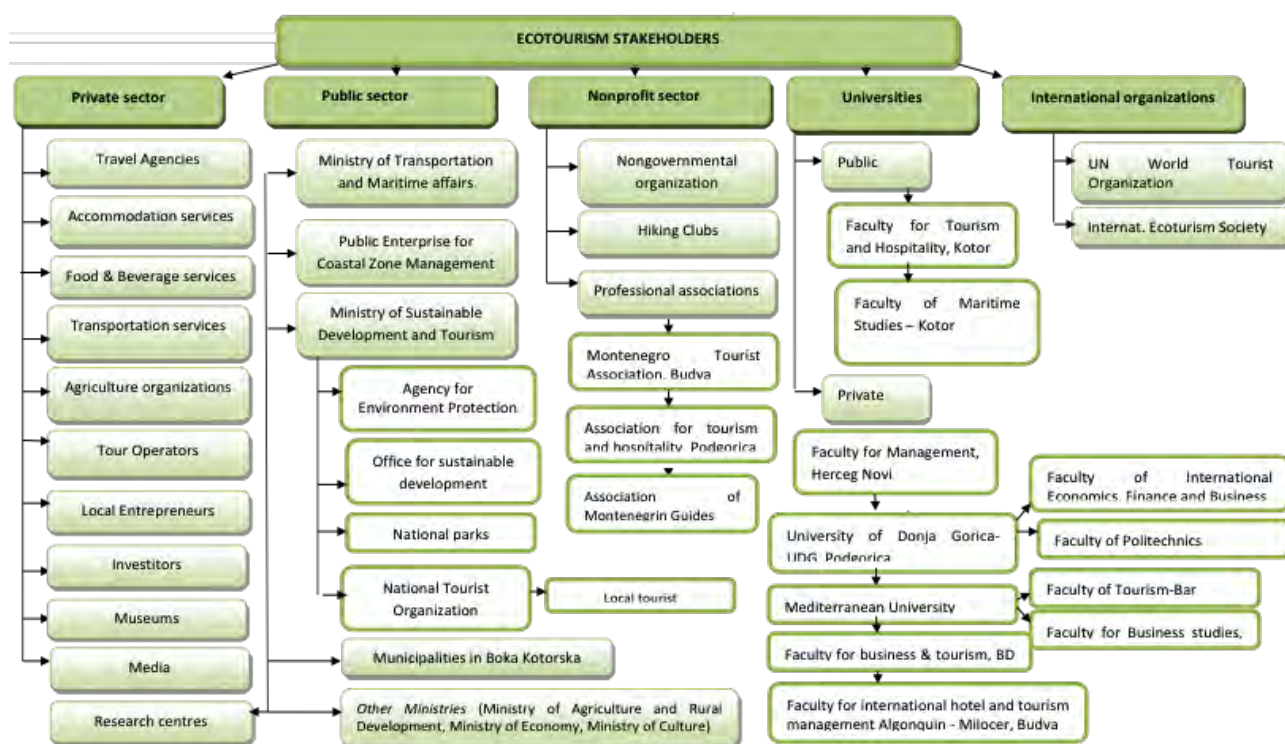 ECOTOURISM STAKEHOLDERS
Private sector
Travel Agencies
Accommodation services
Food & Beverage services
Transportation services
Agriculture organizations
Tour Operators
Local Entrepreneurs
Investitors
Museums
Media
Research centres
Public sector
Ministry of Transportation
and Maritime affairs.
Public Enterprise for
Coastal Zone Management
Ministry of Sustainable
Development and Tourism
Agency for
Environment Protection
Office for sustainable
development
National parks
National Tourist
Organization
Local tourist
Municipalities in Boka Kotorska
Other Ministries (Ministry of Agriculture and Rural
Development, Ministry of Economy, Ministry of Culture)
Nonprofit sector
Nongovernmental
organization
Hiking Clubs
Professional associations
Montenegro Tourist
Association. Budva
Association for tourism
and hospitality. Podgorica
Association of
Montenegrin Guides
Universities
Public
Faculty for Tourism
and Hospitality, Kotor
Faculty of Maritime
Studies – Kotor
Private
Faculty for Management,
Herceg Novi
University of Donja Gorica-
UDG. Podgorica
Faculty of International
Economics. Finance and Business
Faculty of Politechnics
Mediterranean University
Faculty of Tourism-Bar
Faculty for Business studies,
Faculty for business & tourism, BD
Faculty for international hotel and tourism
management Algonquin - Milocer, Budva
International organizations
UN World Tourist
Organization
Internat. Ecoturism Society